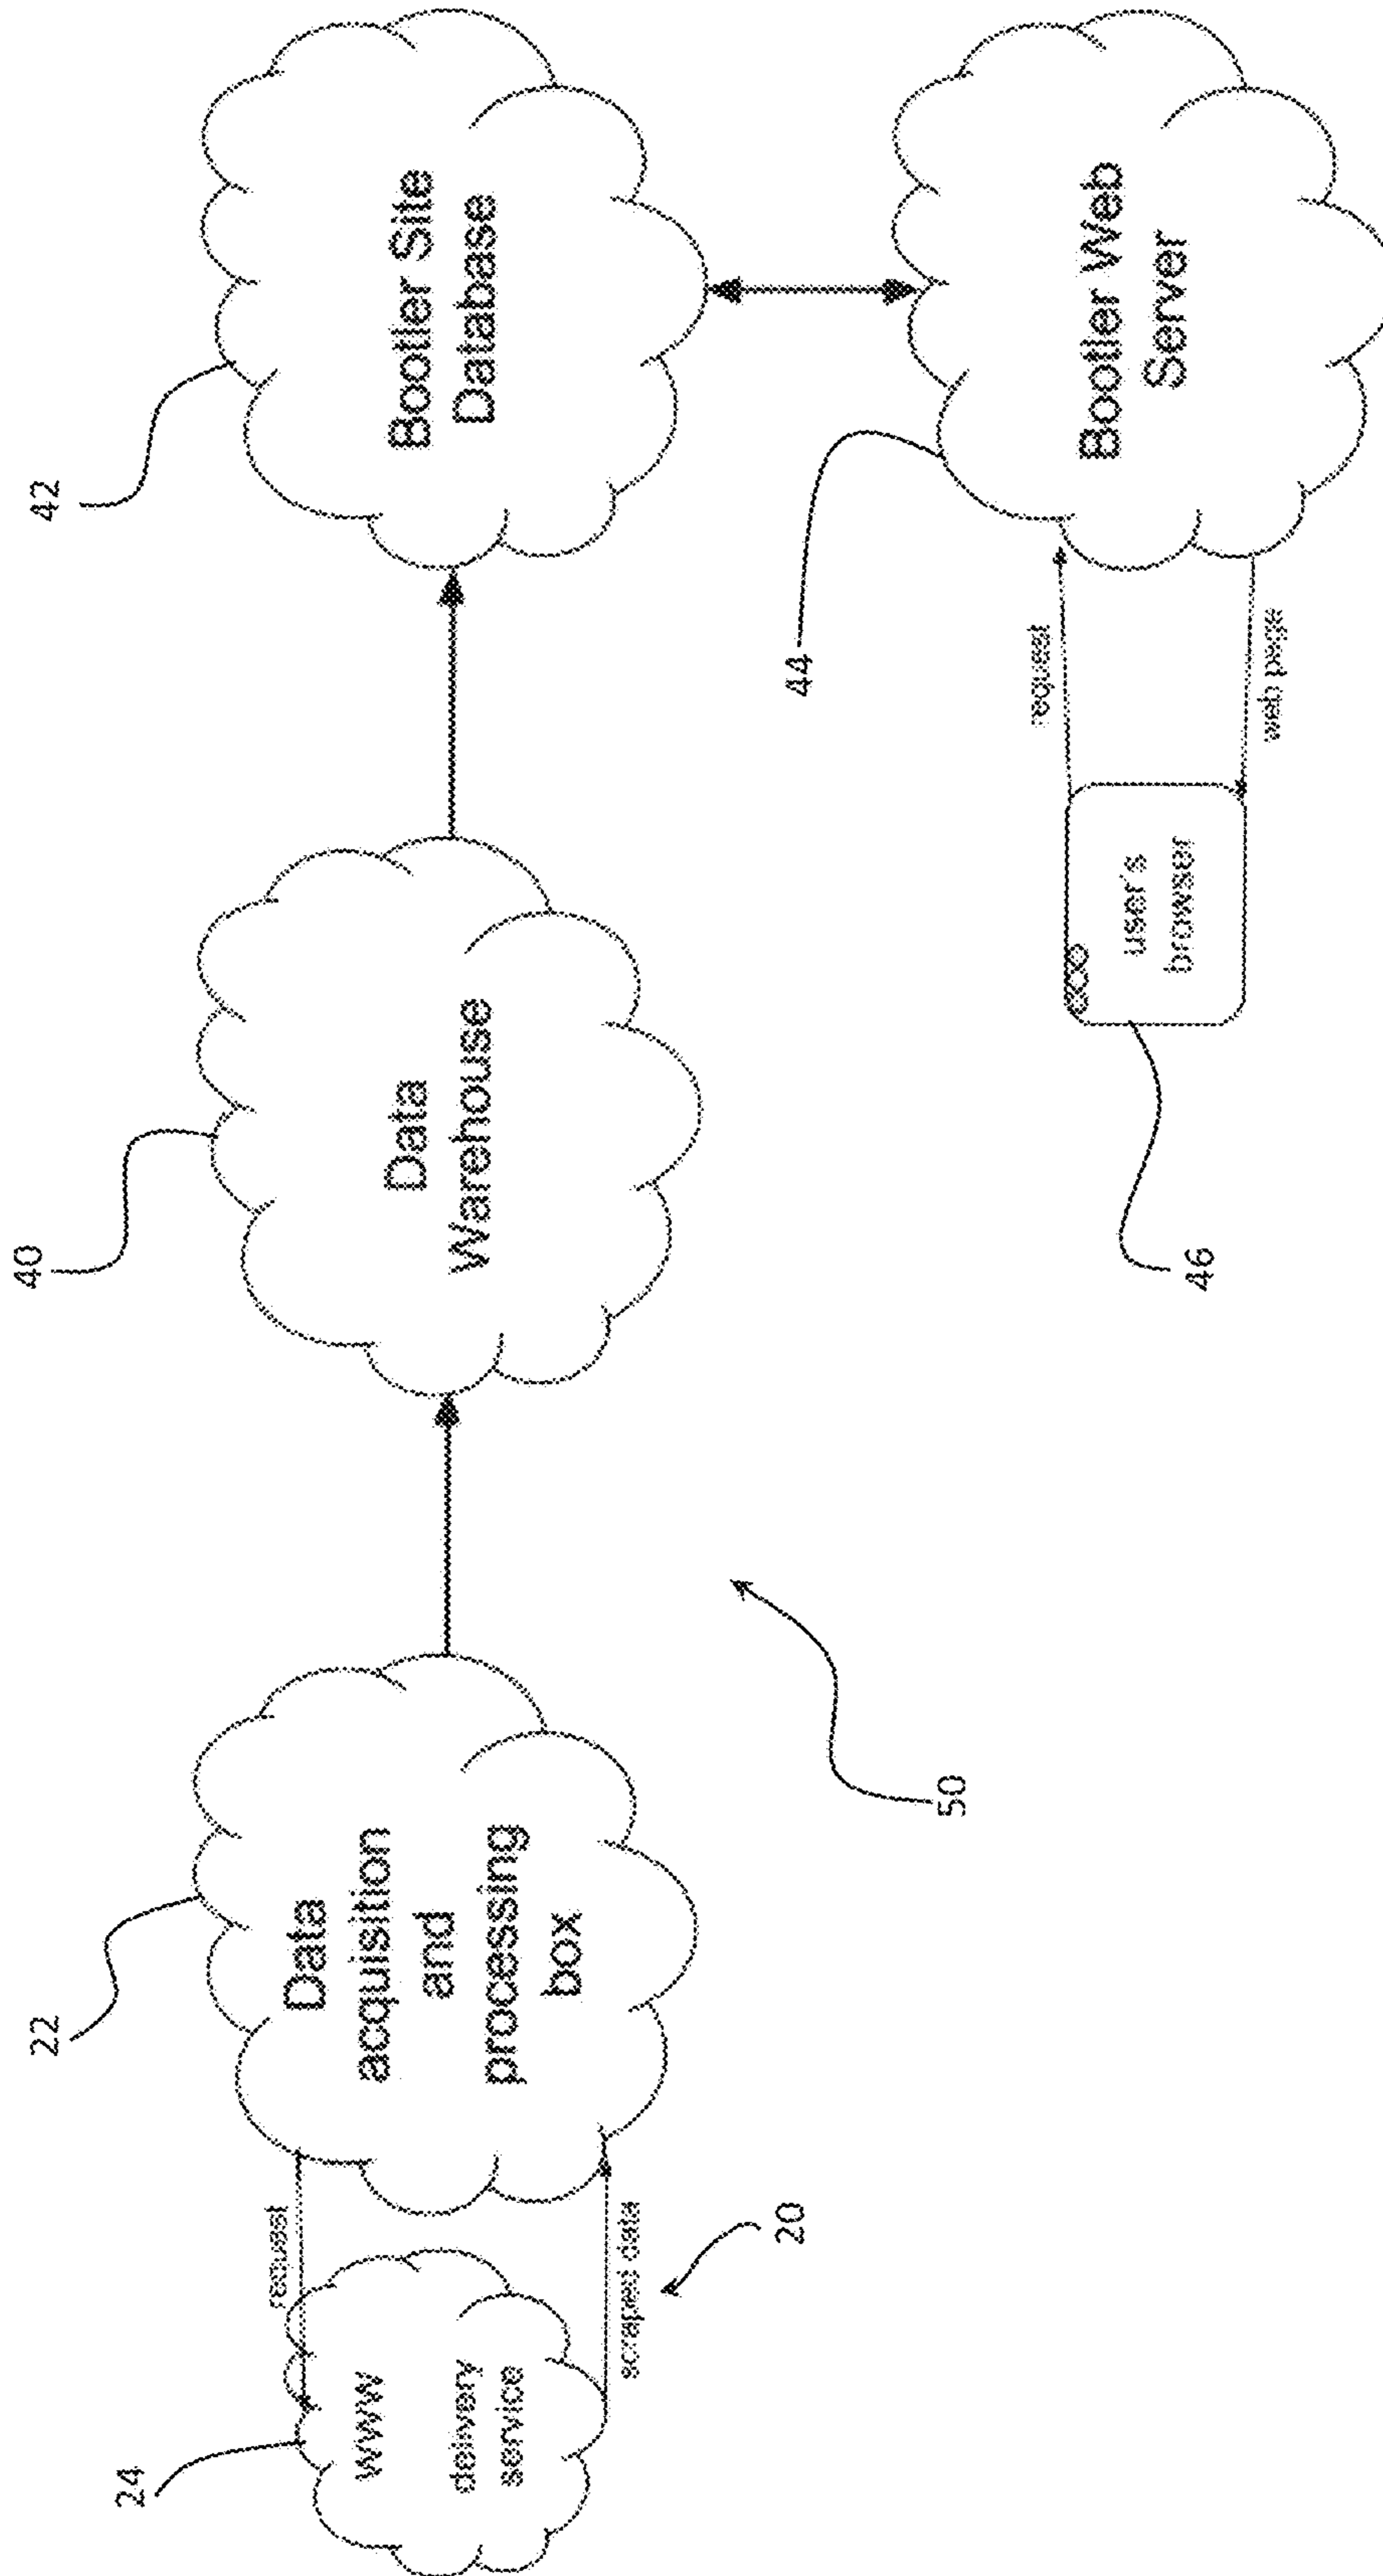 24
WWW
delivery
service
request
scraped data
20
22
Data
acquisition
and
processing
box
50
40
Data
Warehouse
42
Bootler Site
Database
44
Bootler Web
Server
request
web page
46
user's
browser